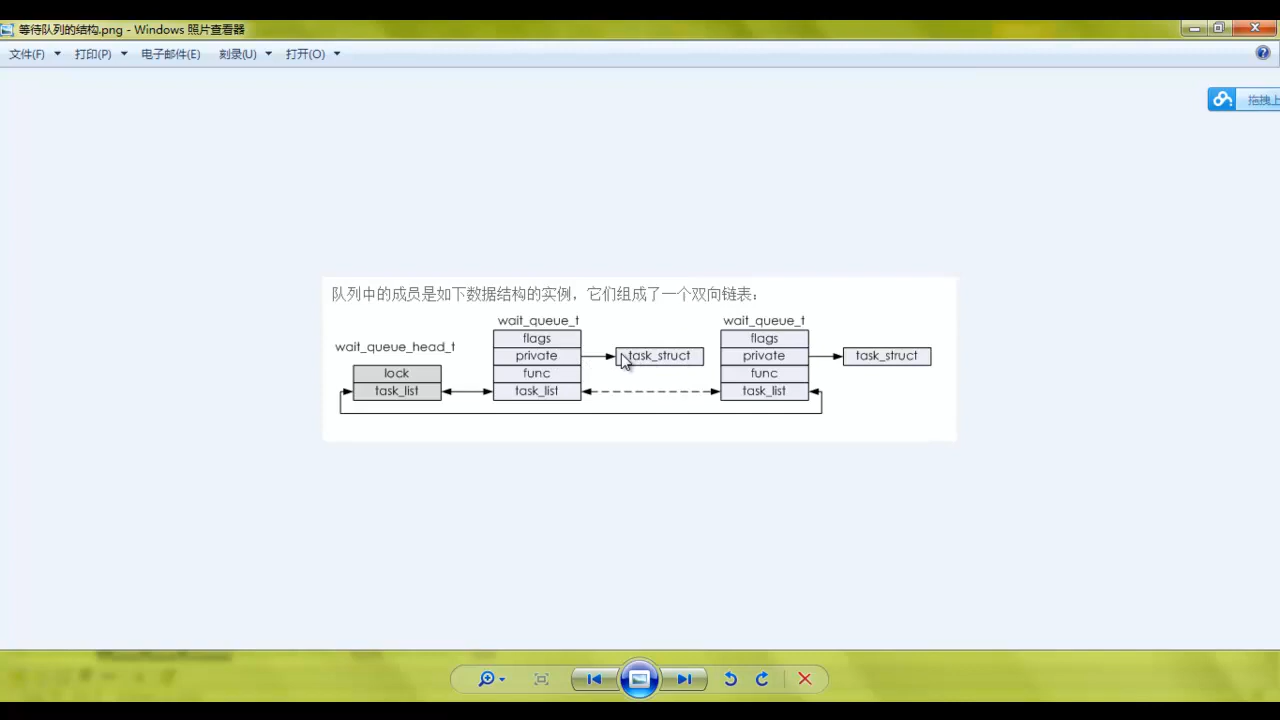 等待队列的结构.png - Windows 照片查看器
文件(F) 打印(P) 电子邮件(E) 刻录(U) 打开(O)
拖拽上
队列中的成员是如下数据结构的实例，它们组成了一个双向链表：
wait_queue_head_t
lock
task_list
wait_queue_t
flags
private
func
task_list
task_struct
wait_queue_t
flags
private
func
task_list
task_struct